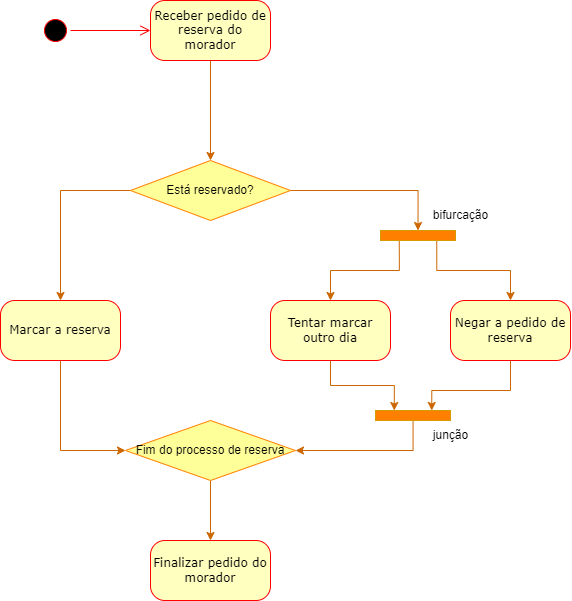 Receber pedido de
reserva do
morador
Está reservado?
bifurcação
Marcar a reserva
Tentar marcar
outro dia
Negar a pedido de
reserva
junção
Fim do processo de reserva
Finalizar pedido do
morador